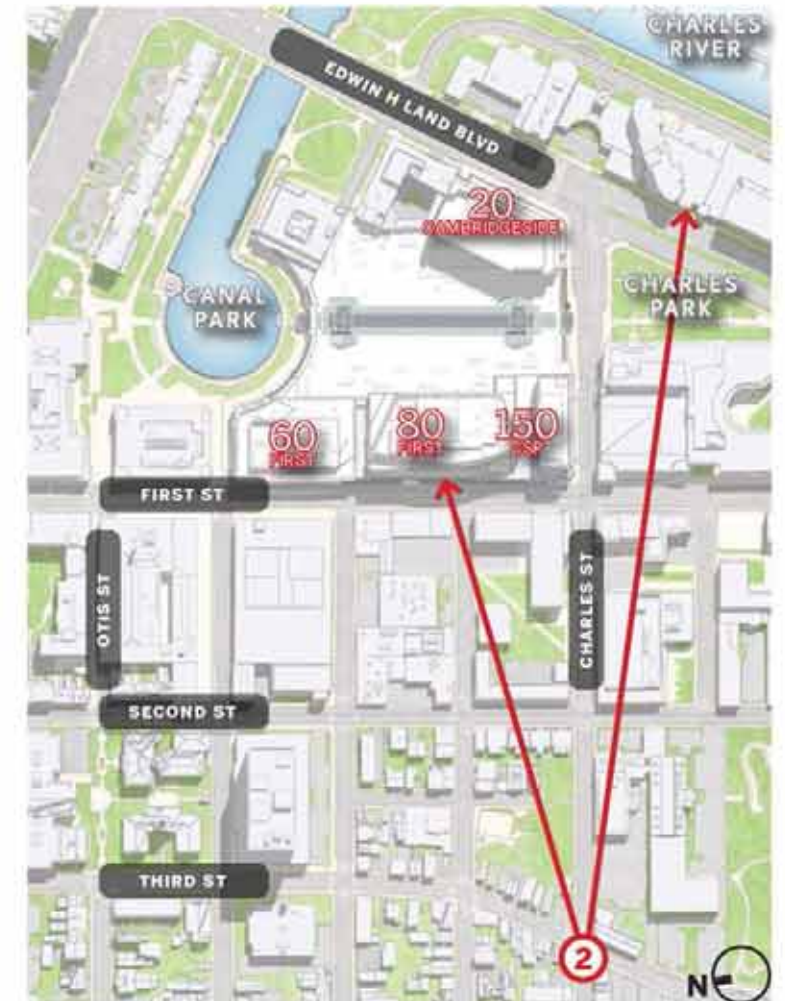 CHARLES
RIVER
EDWIN H LAND BLVD
20
CAMBRIDGESIDE
CANAL
PARK
CHARLES
PARK
60
FIRST
80
FIRST
150
CSP
FIRST ST
OTIS ST
CHARLES ST
SECOND ST
THIRD ST
2
N